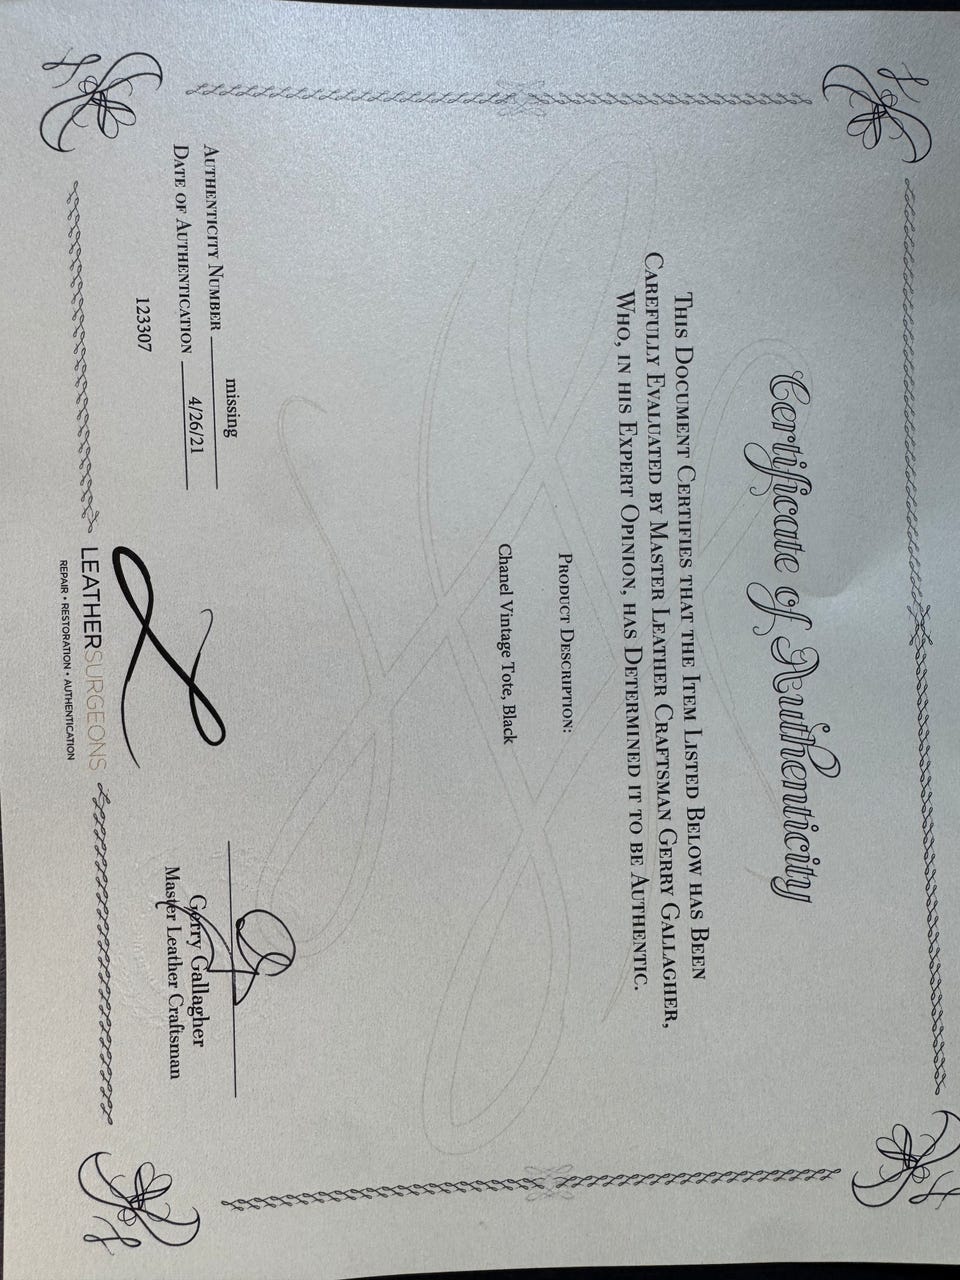 Certificate of Authenticity
This Document Certifies that the Item Listed Below has Been
Carefully Evaluated by Master Leather Craftsman Gerry Gallagher,
Who, in his Expert Opinion, has Determined it to be Authentic.
Product Description:
Chanel Vintage Tote, Black
Authenticity Number missing
Date of Authentication 4/26/21
123307
LEATHERSURGEONS
REPAIR • RESTORATION • AUTHENTICATION
Gerry Gallagher
Master Leather Craftsman